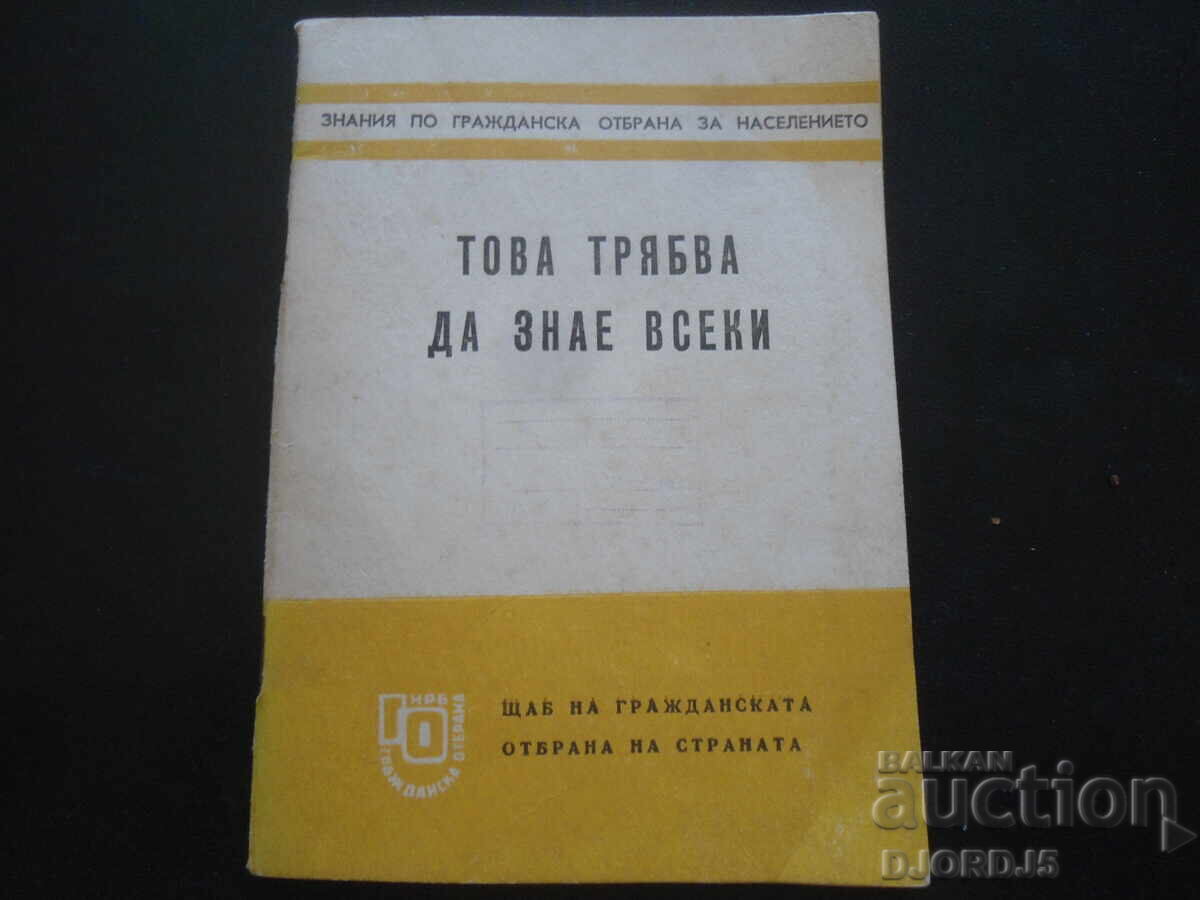 ЗНАНИЯ ПО ГРАЖДАНСКА ОТБРАНА ЗА НАСЕЛЕНИЕТО
ТОВА ТРЯБВА
ДА ЗНАЕ ВСЕКИ
НРБ
ГО
ГРАЖДАНСКА ОТБРАНА
ЩАБ НА ГРАЖДАНСКАТА
ОТБРАНА НА СТРАНАТА
BALKAN
auction
DJORDJ5